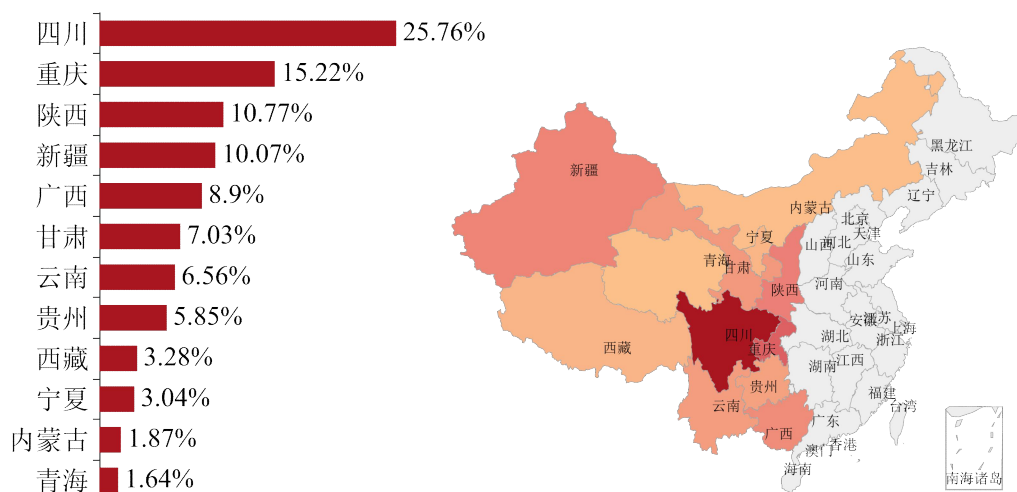 四川 25.76%
重庆 15.22%
陕西 10.77%
新疆 10.07%
广西 8.9%
甘肃 7.03%
云南 6.56%
贵州 5.85%
西藏 3.28%
宁夏 3.04%
内蒙古 1.87%
青海 1.64%
黑龙江
吉林
辽宁
新疆
内蒙古
北京
天津
宁夏
山西
河北
青海
甘肃
山东
陕西
河南
安徽
江苏
上海
四川
重庆
湖北
浙江
西藏
湖南
江西
贵州
福建
云南
台湾
广东
广西
香港
澳门
海南
南海诸岛